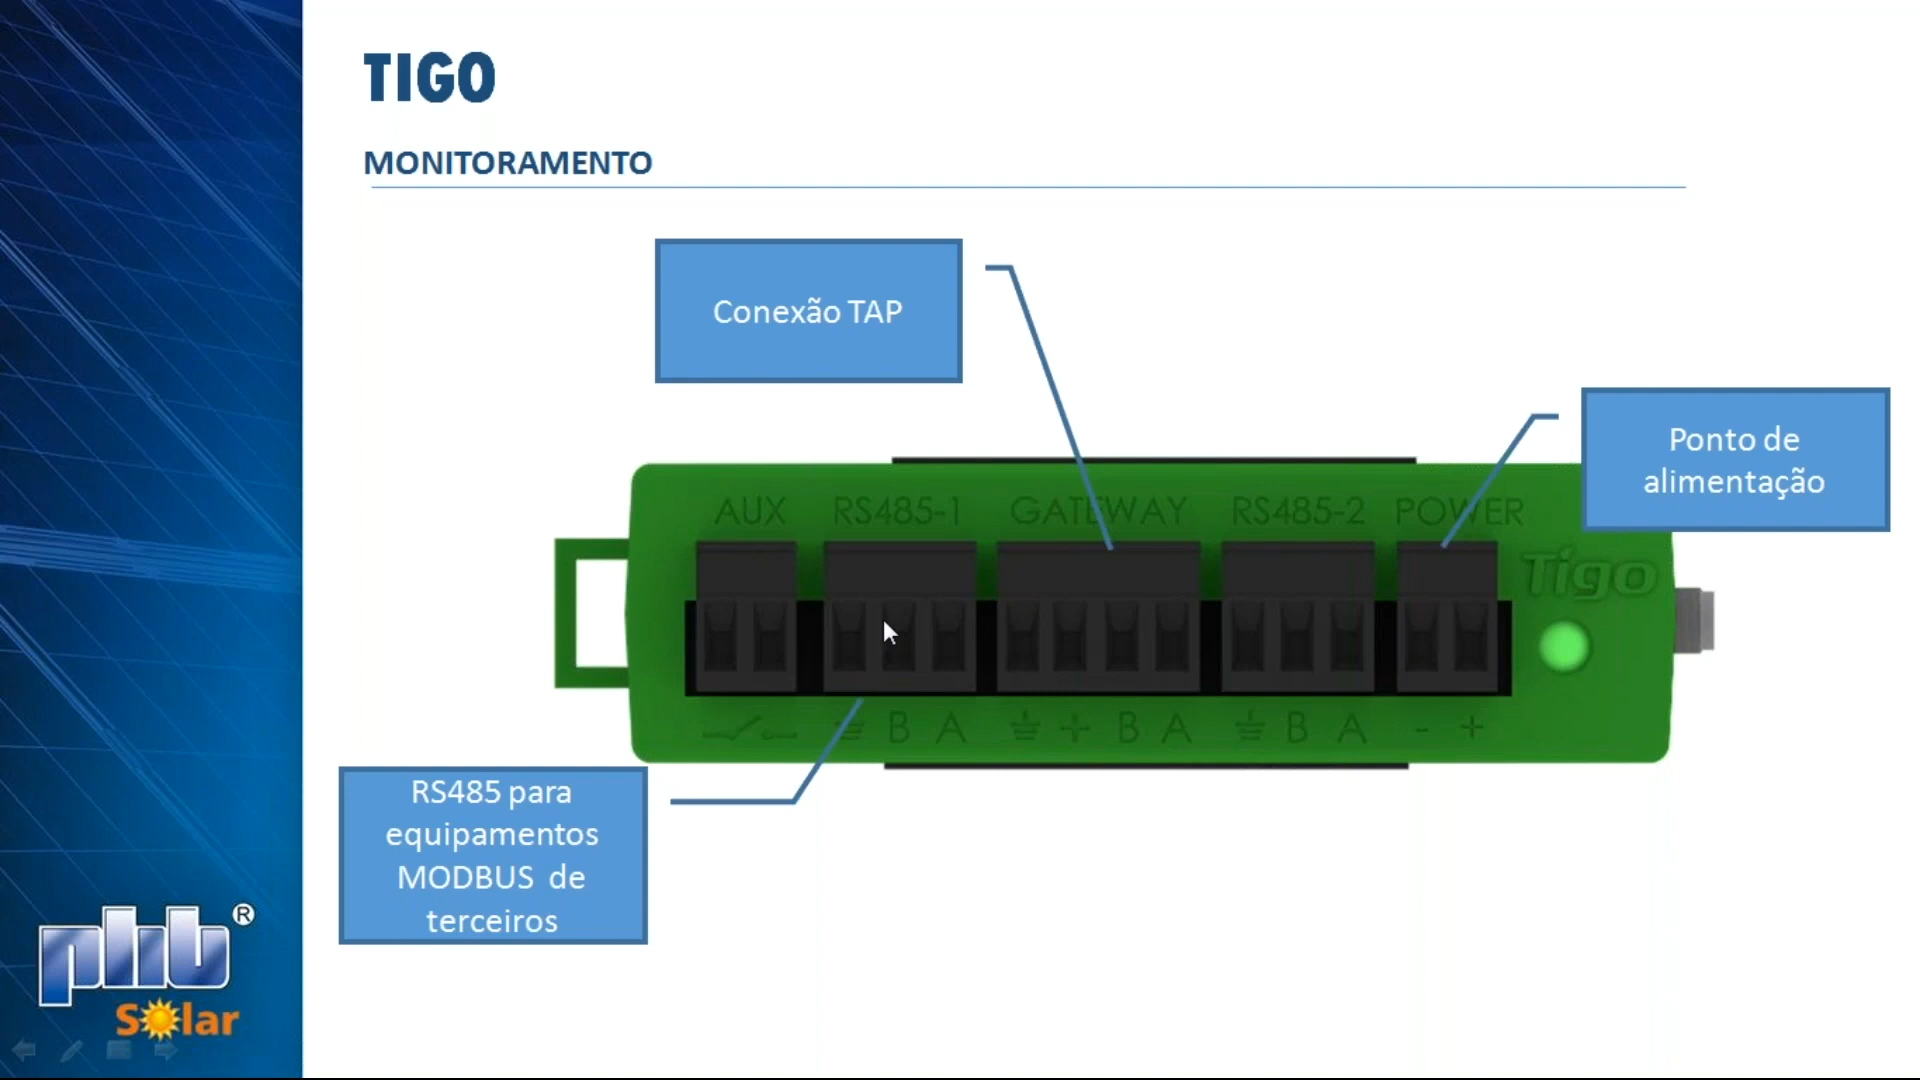 TIGO
MONITORAMENTO
Conexão TAP
Ponto de
alimentação
AUX RS485-1 GATEWAY RS485-2 POWER
Tigo
B A + B A B A - +
RS485 para
equipamentos
MODBUS de
terceiros
phb®
Solar